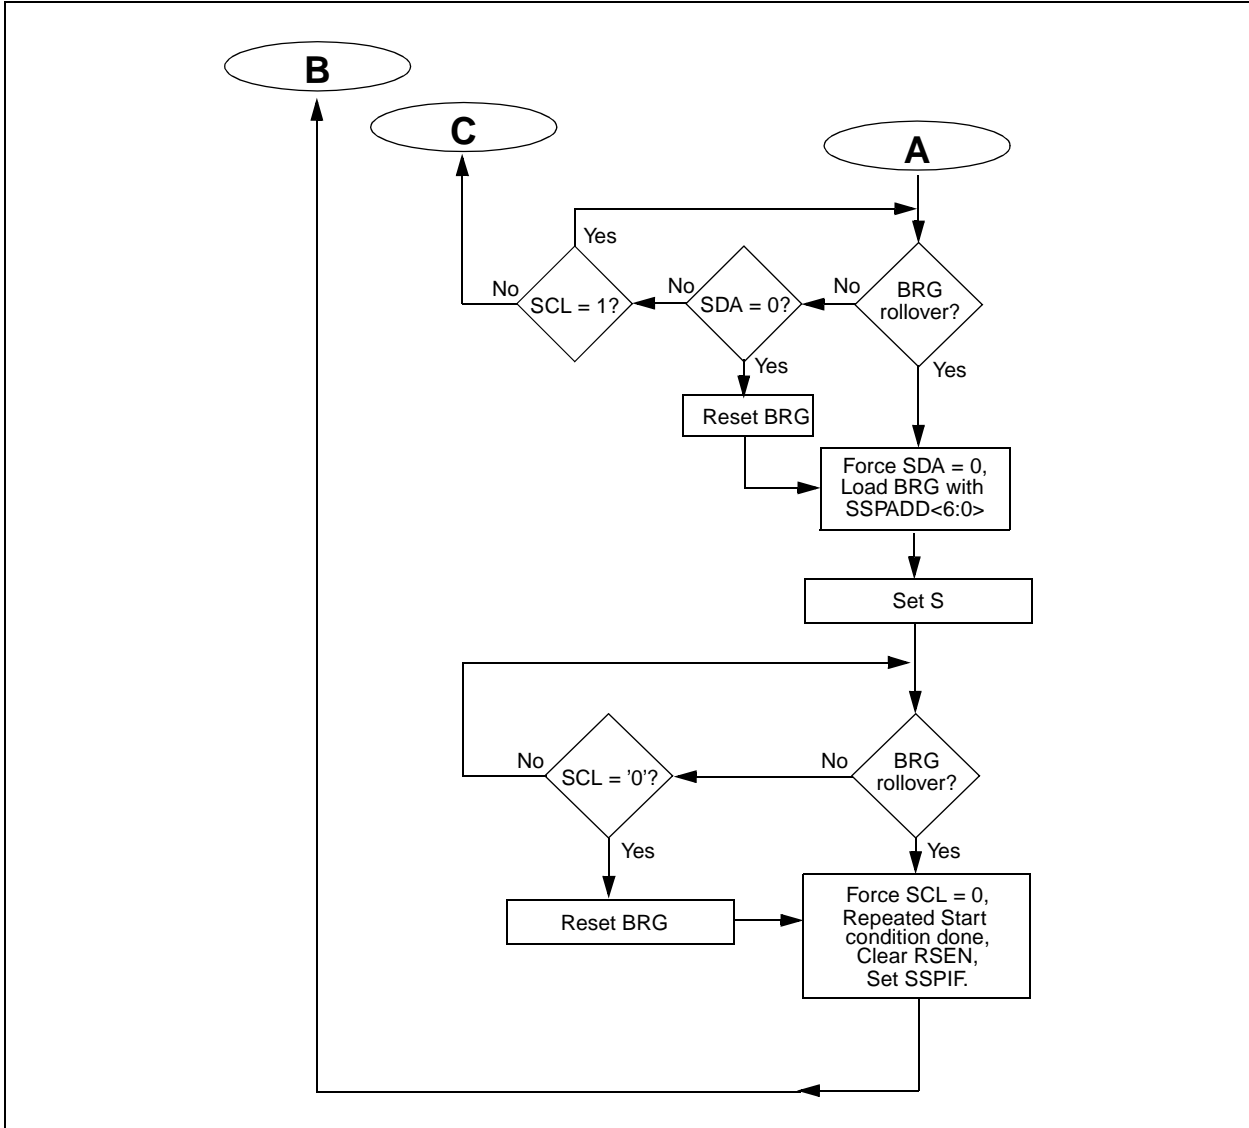 B
C
A
Yes
No
SCL = 1?
No
SDA = 0?
No
BRG
rollover?
Yes
Yes
Reset BRG
Force SDA = 0,
Load BRG with
SSPADD<6:0>
Set S
No
SCL = '0'?
No
BRG
rollover?
Yes
Yes
Reset BRG
Force SCL = 0,
Repeated Start
condition done,
Clear RSEN,
Set SSPIF.